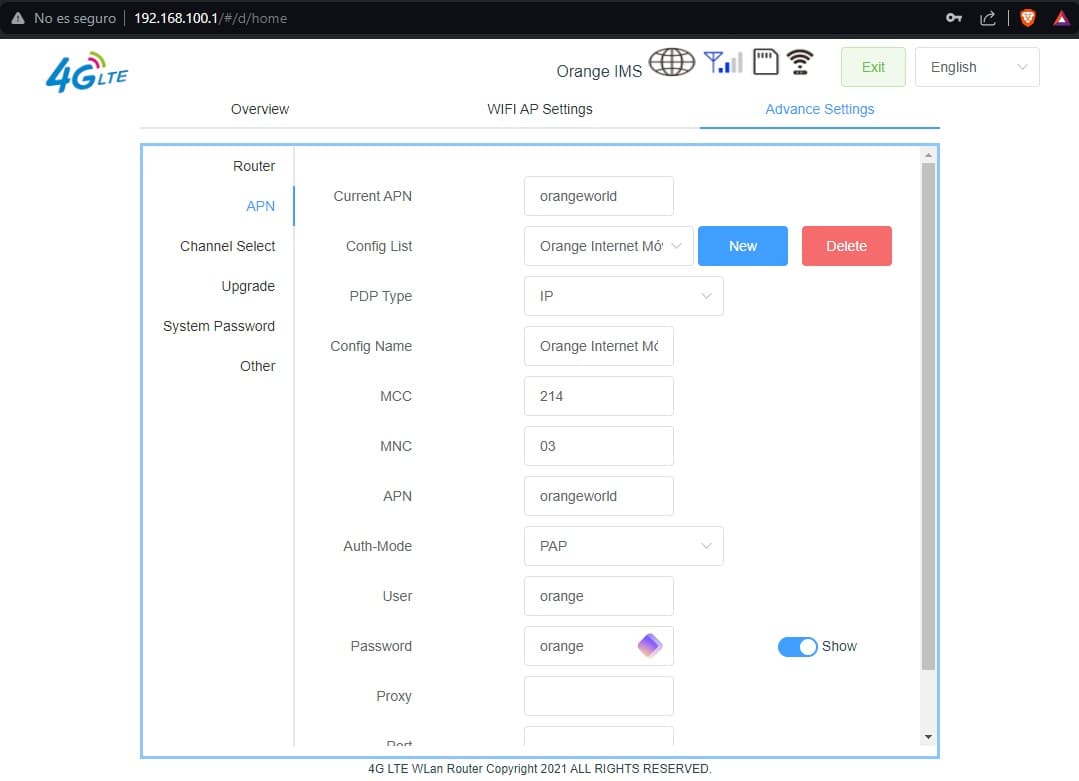 No es seguro 192.168.100.1/#/d/home
4G LTE
Orange IMS
Exit
English
Overview
WIFI AP Settings
Advance Settings
Router
APN
Channel Select
Upgrade
System Password
Other
Current APN orangeworld
Config List Orange Internet Mó New Delete
PDP Type IP
Config Name Orange Internet Mó
MCC 214
MNC 03
APN orangeworld
Auth-Mode PAP
User orange
Password orange Show
Proxy
Port
4G LTE WLan Router Copyright 2021 ALL RIGHTS RESERVED.